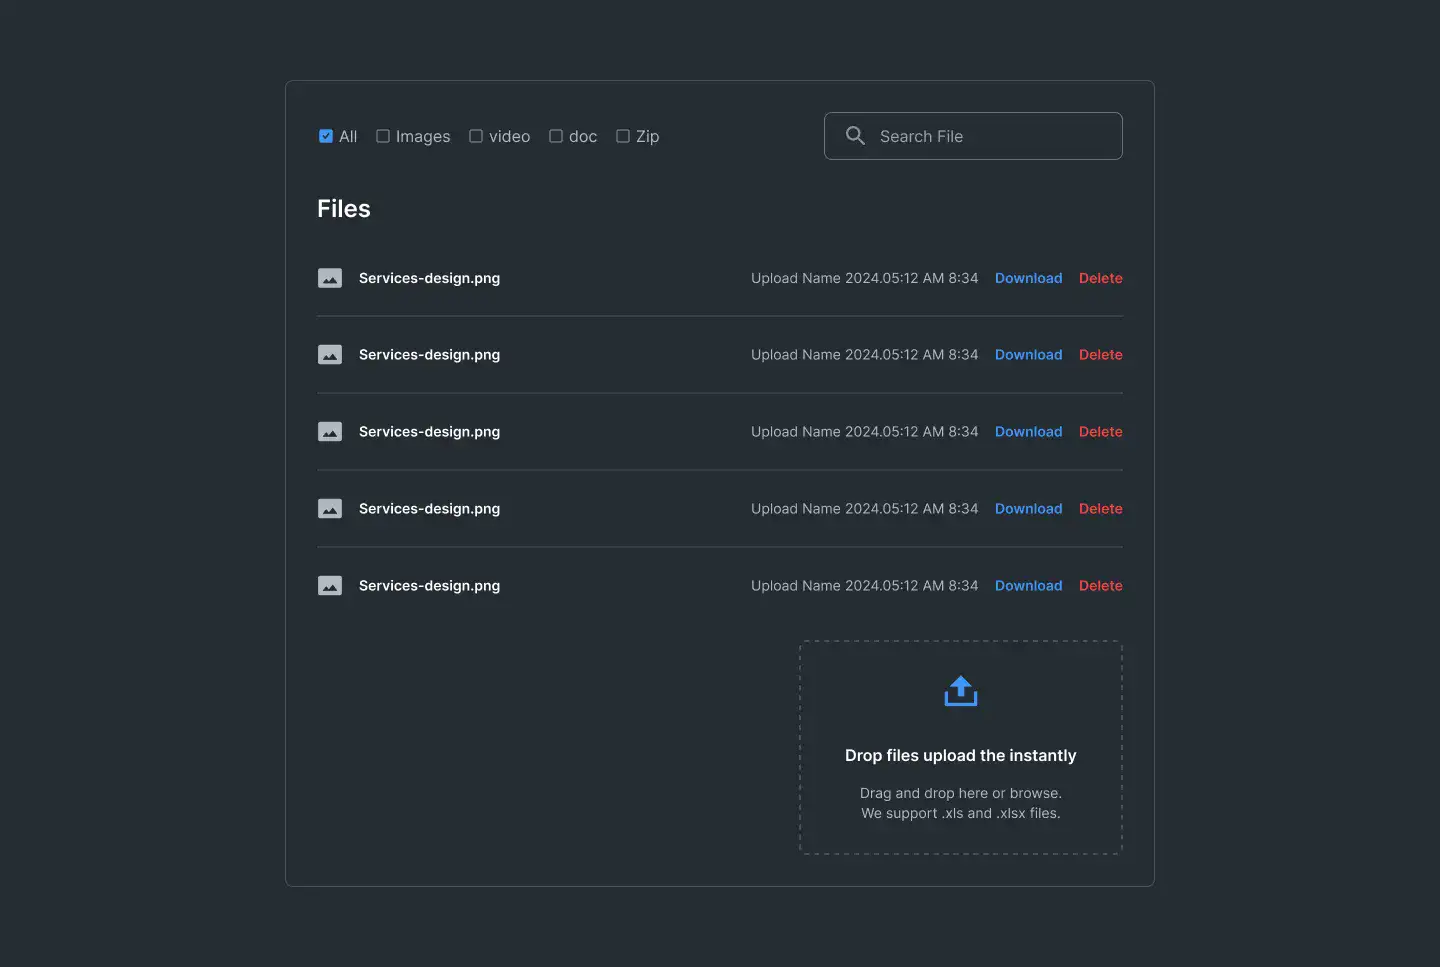 All Images video doc Zip Search File
Files
Services-design.png Upload Name 2024.05:12 AM 8:34 Download Delete
Services-design.png Upload Name 2024.05:12 AM 8:34 Download Delete
Services-design.png Upload Name 2024.05:12 AM 8:34 Download Delete
Services-design.png Upload Name 2024.05:12 AM 8:34 Download Delete
Services-design.png Upload Name 2024.05:12 AM 8:34 Download Delete
Drop files upload the instantly
Drag and drop here or browse.
We support .xls and .xlsx files.